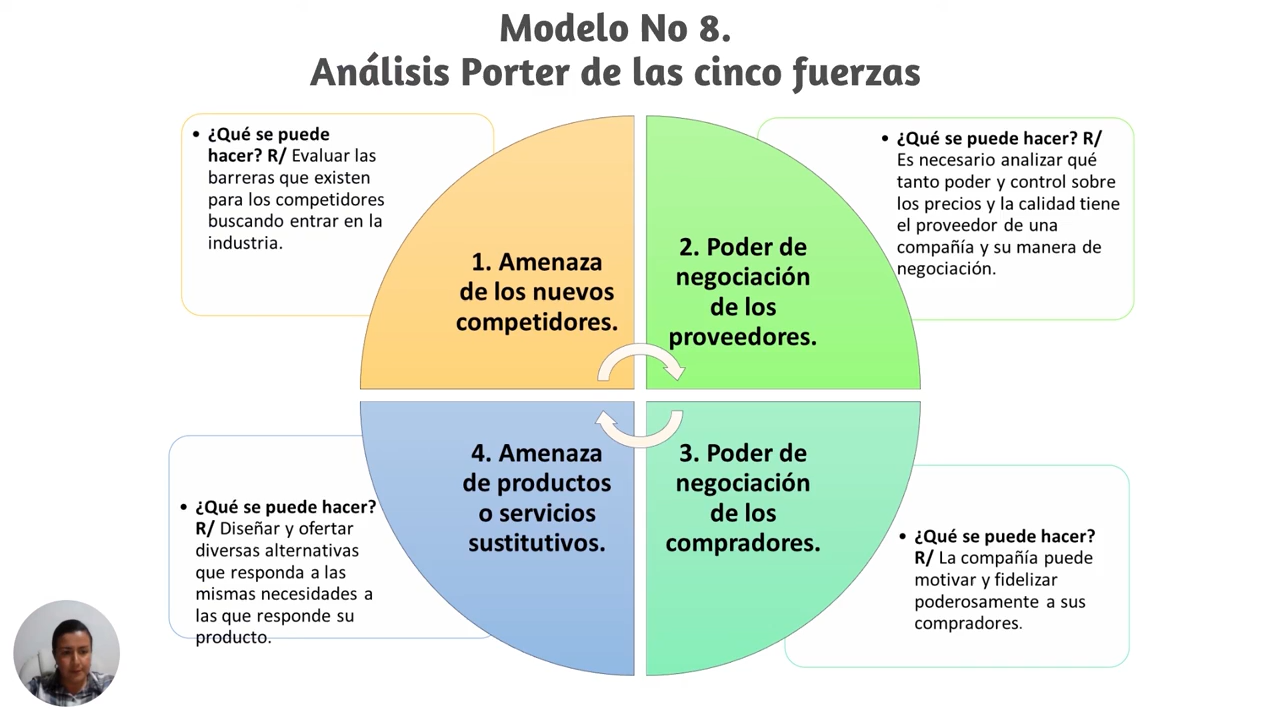 Modelo No 8.
Análisis Porter de las cinco fuerzas
• ¿Qué se puede
hacer? R/ Evaluar las
barreras que existen
para los competidores
buscando entrar en la
industria.
1. Amenaza
de los nuevos
competidores.
2. Poder de
negociación
de los
proveedores.
• ¿Qué se puede hacer? R/
Es necesario analizar qué
tanto poder y control sobre
los precios y la calidad tiene
el proveedor de una
compañía y su manera de
negociación.
• ¿Qué se puede hacer?
R/ Diseñar y ofertar
diversas alternativas
que responda a las
mismas necesidades a
las que responde su
producto.
4. Amenaza
de productos
o servicios
sustitutivos.
3. Poder de
negociación
de los
compradores.
• ¿Qué se puede hacer?
R/ La compañía puede
motivar y fidelizar
poderosamente a sus
compradores.